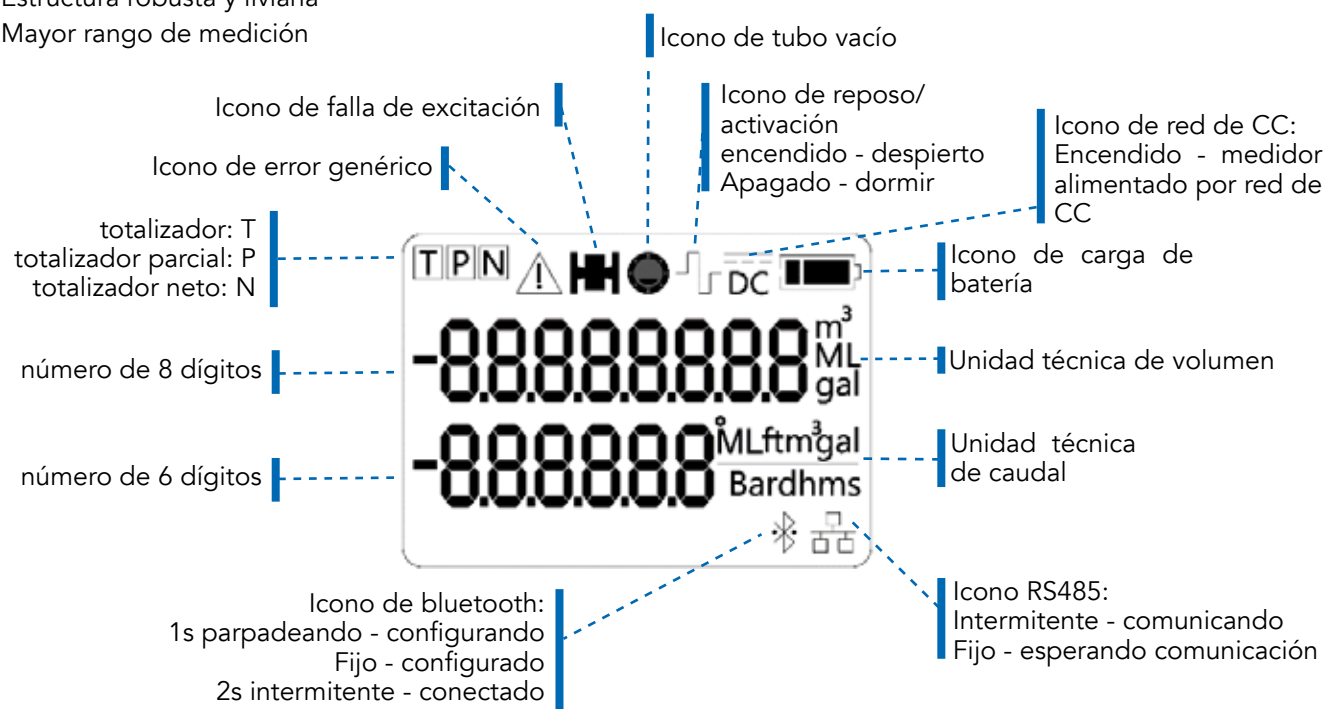 Estructura robusta y liviana
Mayor rango de medición
Icono de tubo vacío
Icono de falla de excitación
Icono de reposo/
activación
encendido - despierto
Apagado - dormir
Icono de red de CC:
Encendido - medidor
alimentado por red de
CC
Icono de error genérico
totalizador: T
totalizador parcial: P
totalizador neto: N
T P N
DC
Icono de carga de
batería
número de 8 dígitos
-8.8.8.8.8.8.8.8
m³
ML
gal
Unidad técnica de volumen
número de 6 dígitos
-8.8.8.8.8.8
°MLftm³gal
Bardhms
Unidad técnica
de caudal
Icono de bluetooth:
1s parpadeando - configurando
Fijo - configurado
2s intermitente - conectado
Icono RS485:
Intermitente - comunicando
Fijo - esperando comunicación